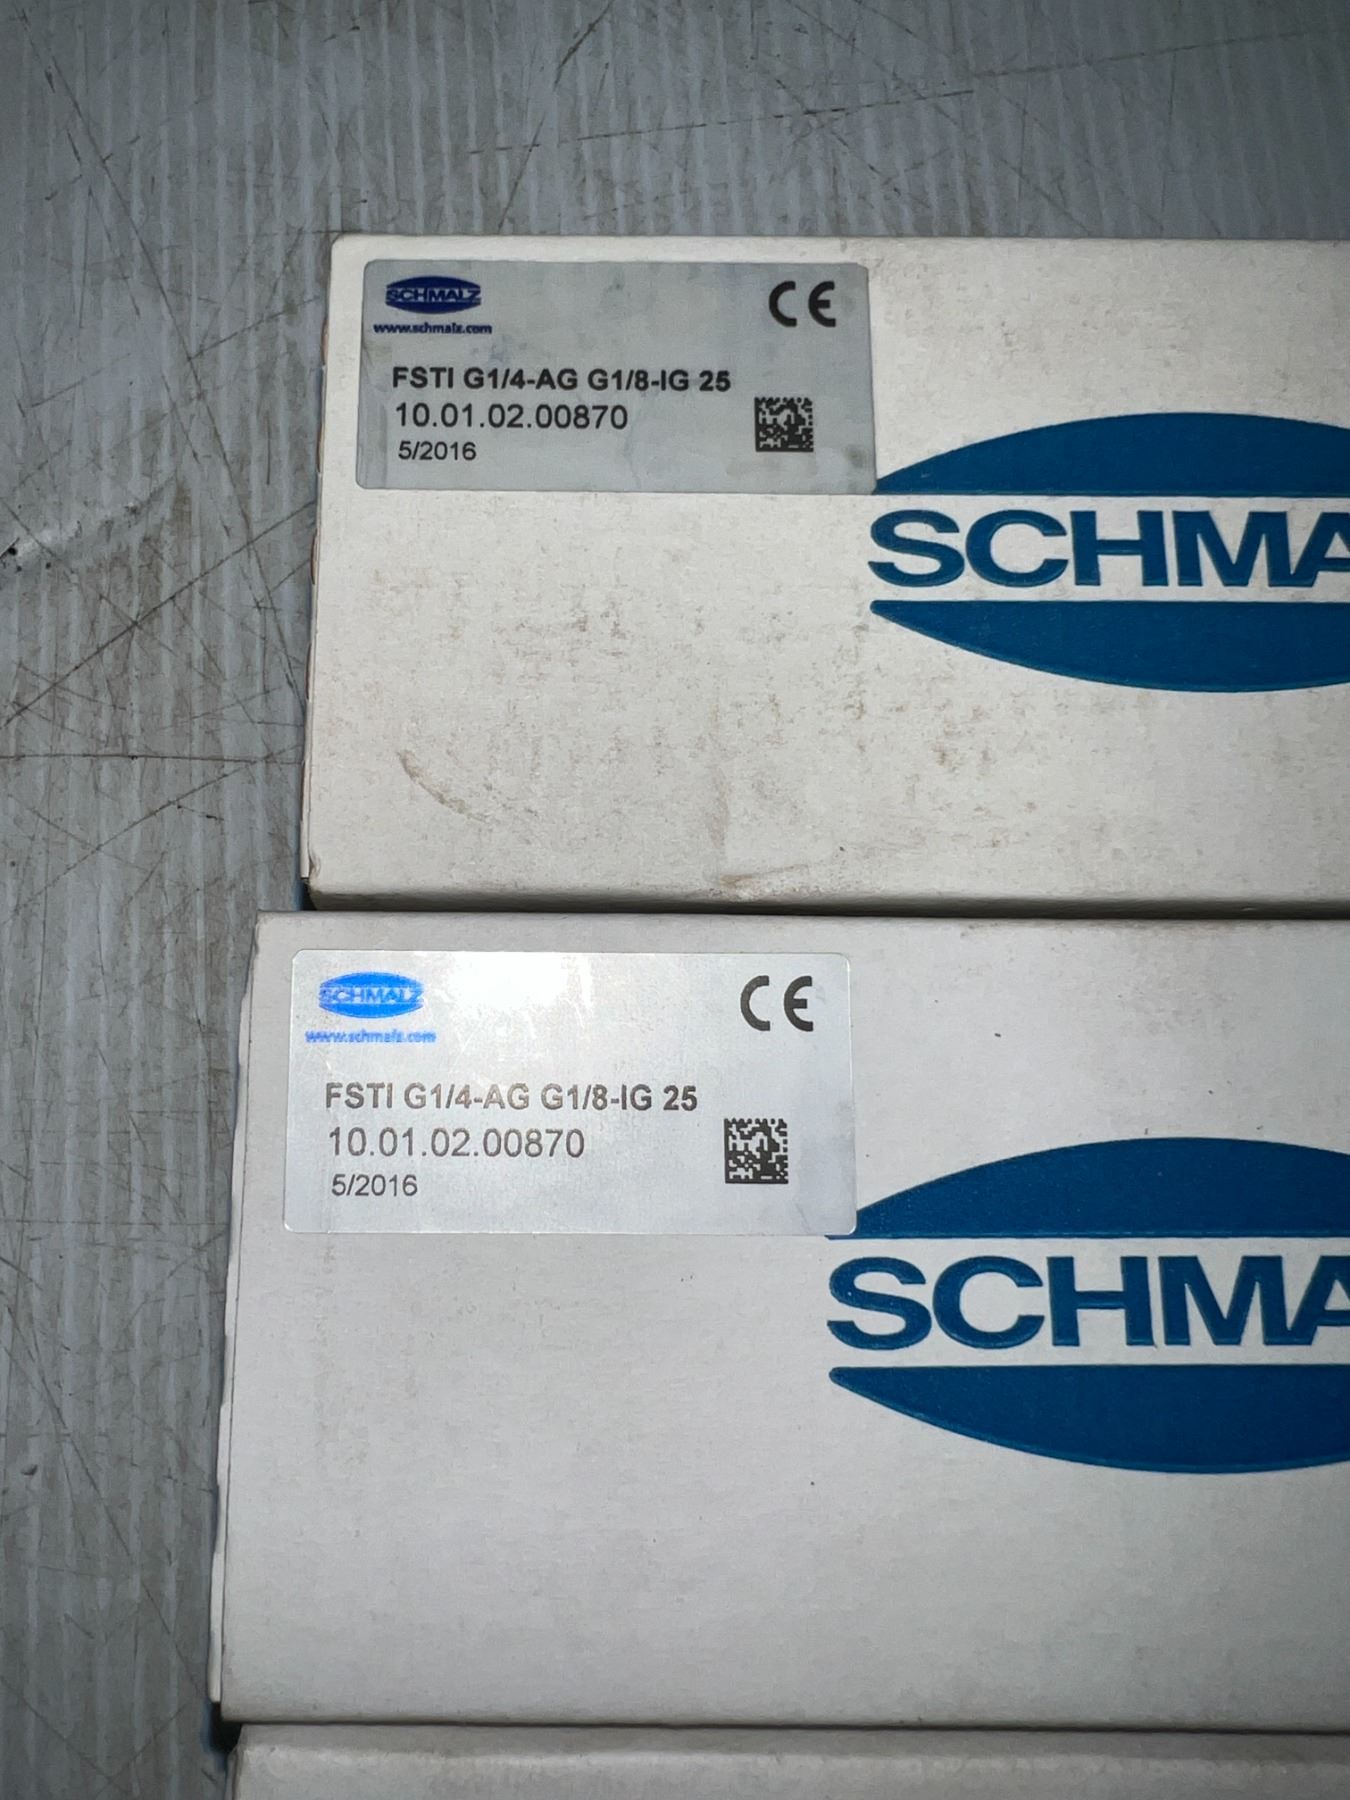 SCHMALZ
www.schmalz.com
CE
FSTI G1/4-AG G1/8-IG 25
10.01.02.00870
5/2016
SCHMA
SCHMALZ
www.schmalz.com
CE
FSTI G1/4-AG G1/8-IG 25
10.01.02.00870
5/2016
SCHMA